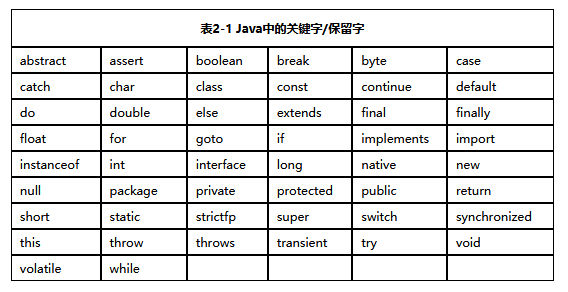 表2-1 Java中的关键字/保留字
abstract assert boolean break byte case
catch char class const continue default
do double else extends final finally
float for goto if implements import
instanceof int interface long native new
null package private protected public return
short static strictfp super switch synchronized
this throw throws transient try void
volatile while